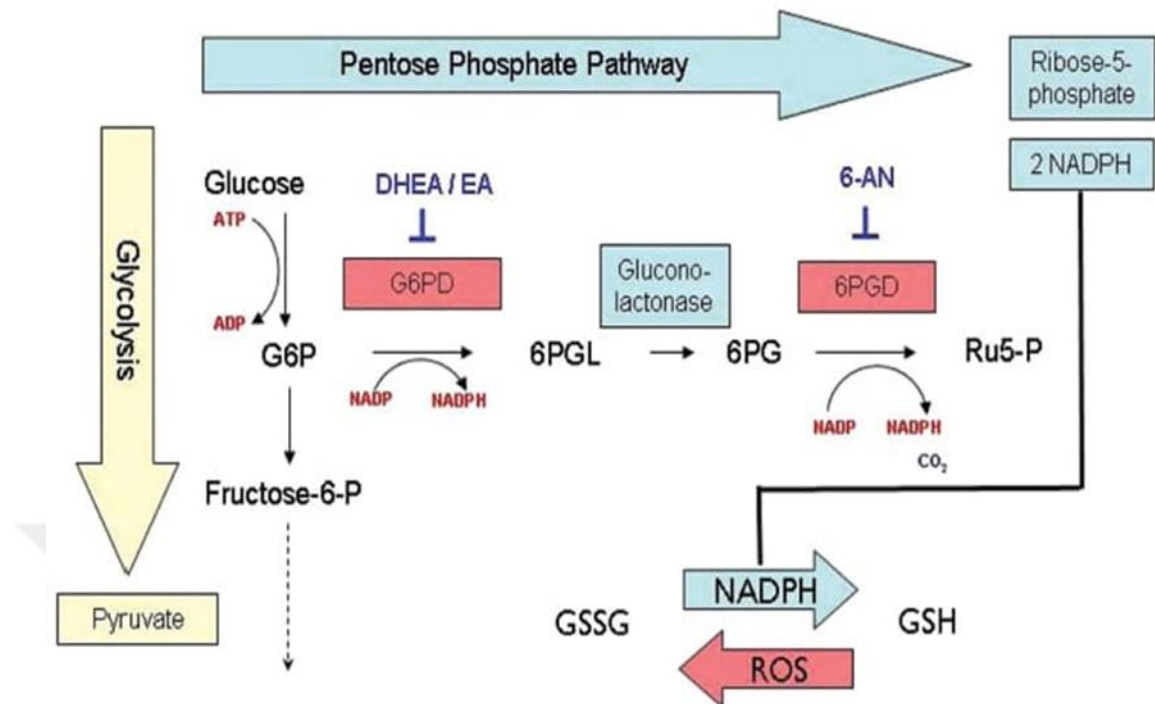 Pentose Phosphate Pathway
Ribose-5-
phosphate
2 NADPH
Glycolysis
Pyruvate
Glucose
ATP
ADP
G6P
Fructose-6-P
DHEA / EA
G6PD
NADP
NADPH
6PGL
Glucono-
lactonase
6PG
6-AN
6PGD
NADP
NADPH
CO₂
Ru5-P
GSSG
NADPH
ROS
GSH